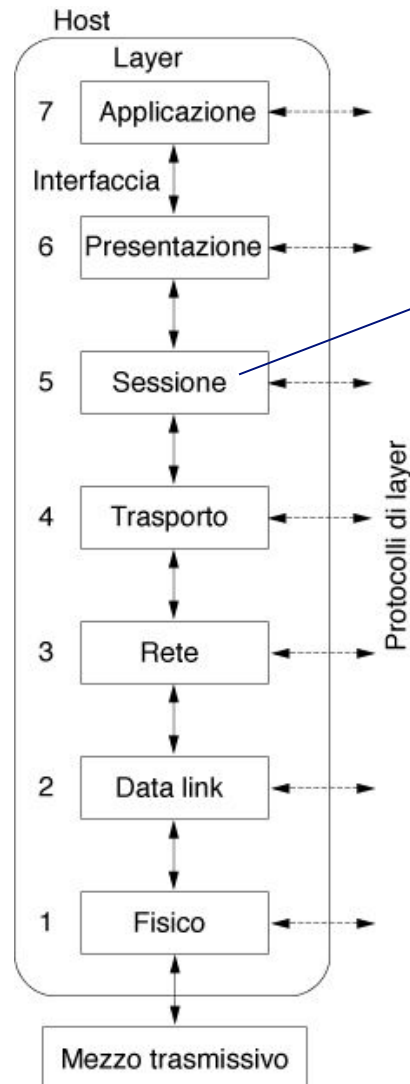 Host
Layer
7 Applicazione
Interfaccia
6 Presentazione
5 Sessione
4 Trasporto
Protocolli di layer
3 Rete
2 Data link
1 Fisico
Mezzo trasmissivo